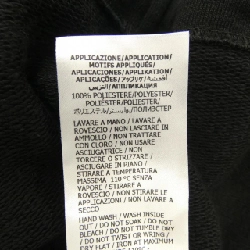 APPLICAZIONE/APPLICATION/
MOTIFS APPLIQUÉS/
APLICACIONES/APPLICATION/
APLICAÇÕES/
100% POLIESTERE/POLYESTER/
POLYESTER/POLIÉSTER/
LAVARE A MANO / LAVARE A
ROVESCIO / NON LASCIARE IN
AMMOLLO / NON TRATTARE
CON CLORO / NON USARE
ASCIUGATRICE / NON
TORCERE O STRIZZARE /
ASCIUGARE IN PIANO /
STIRARE A TEMPERATURA
MASSIMA 110°C SENZA
VAPORE / STIRARE A
ROVESCIO / NON STIRARE LE
APPLICAZIONI / NON LAVARE A
SECCO
HAND WASH / WASH INSIDE
OUT / DO NOT SOAK / DO NOT
BLEACH / DO NOT TUMBLE DRY /
DO NOT TWIST OR WRING /
DRY FLAT / IRON AT MAXIMUM